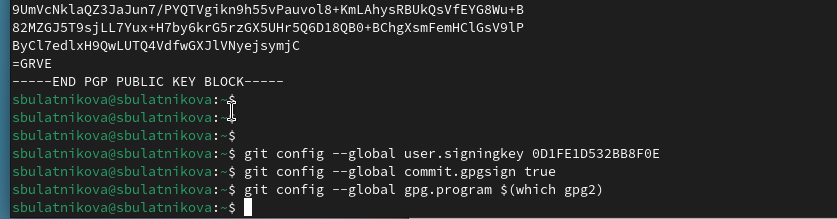 9UmVcNklaQZ3JaJun7/PYQTVgikn9h55vPauvol8+KmLAhysRBUkQsVfEYG8Wu+B
82MZGJ5T9sjLL7Yux+H7by6krG5rzGX5UHr5Q6D18QB0+BChgXsmFemHClGsV9lP
ByCl7edlxH9QwLUTQ4VdfwGXJlVNyejsymjC
=GRVE
-----END PGP PUBLIC KEY BLOCK-----
sbulatnikova@sbulatnikova:~$
sbulatnikova@sbulatnikova:~$
sbulatnikova@sbulatnikova:~$
sbulatnikova@sbulatnikova:~$ git config --global user.signingkey 0D1FE1D532BB8F0E
sbulatnikova@sbulatnikova:~$ git config --global commit.gpgsign true
sbulatnikova@sbulatnikova:~$ git config --global gpg.program $(which gpg2)
sbulatnikova@sbulatnikova:~$